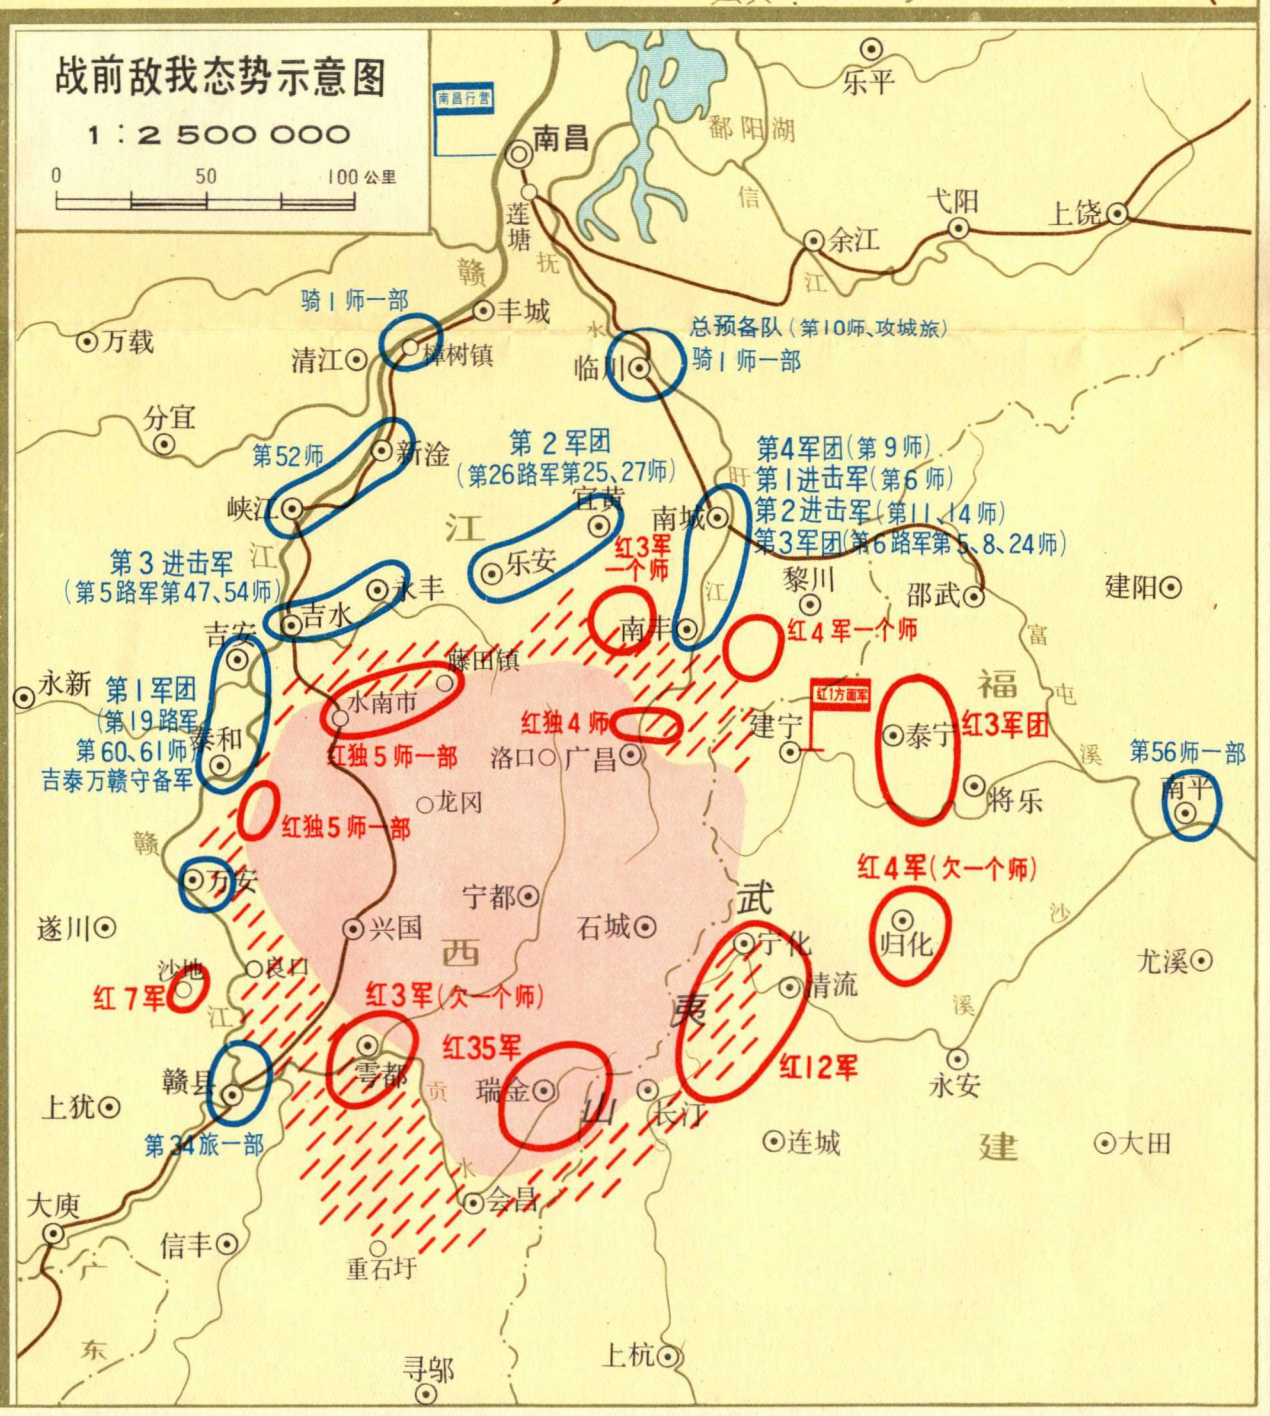 战前敌我态势示意图
1：2 500 000
0 50 100 公里
南昌行营
南昌
莲塘
鄱阳湖
乐平
信
江
弋阳
上饶
余江
赣
抚
水
骑1师一部
丰城
万载
清江
樟树镇
总预备队（第10师、攻城旅）
骑1师一部
临川
分宜
第52师
新淦
第2军团
（第26路军第25、27师）
第4军团（第9师）
第1进击军（第6师）
第2进击军（第11、14师）
第3军团（第6路军第5、8、24师）
盱
江
峡江
江
江
宜黄
南城
第3进击军
（第5路军第47、54师）
永丰
乐安
红3军
一个师
黎川
邵武
建阳
吉水
吉安
南丰
红4军一个师
富
屯
溪
永新
第1军团
（第19路军
第60、61师）
吉泰万赣守备军
泰和
藤田镇
水南市
红独5师一部
红独4师
洛口
广昌
红1方面军
建宁
泰宁
红3军团
福
将乐
第56师一部
南平
红独5师一部
龙冈
赣
万安
宁都
石城
武
红4军（欠一个师）
归化
沙
溪
遂川
兴国
宁化
尤溪
沙地
良口
西
清流
红7军
江
红3军（欠一个师）
夷
红35军
红12军
赣县
雩都
贡
水
瑞金
山
长汀
永安
上犹
第34旅一部
连城
建
大田
大庾
会昌
信丰
重石圩
广
东
寻邬
上杭